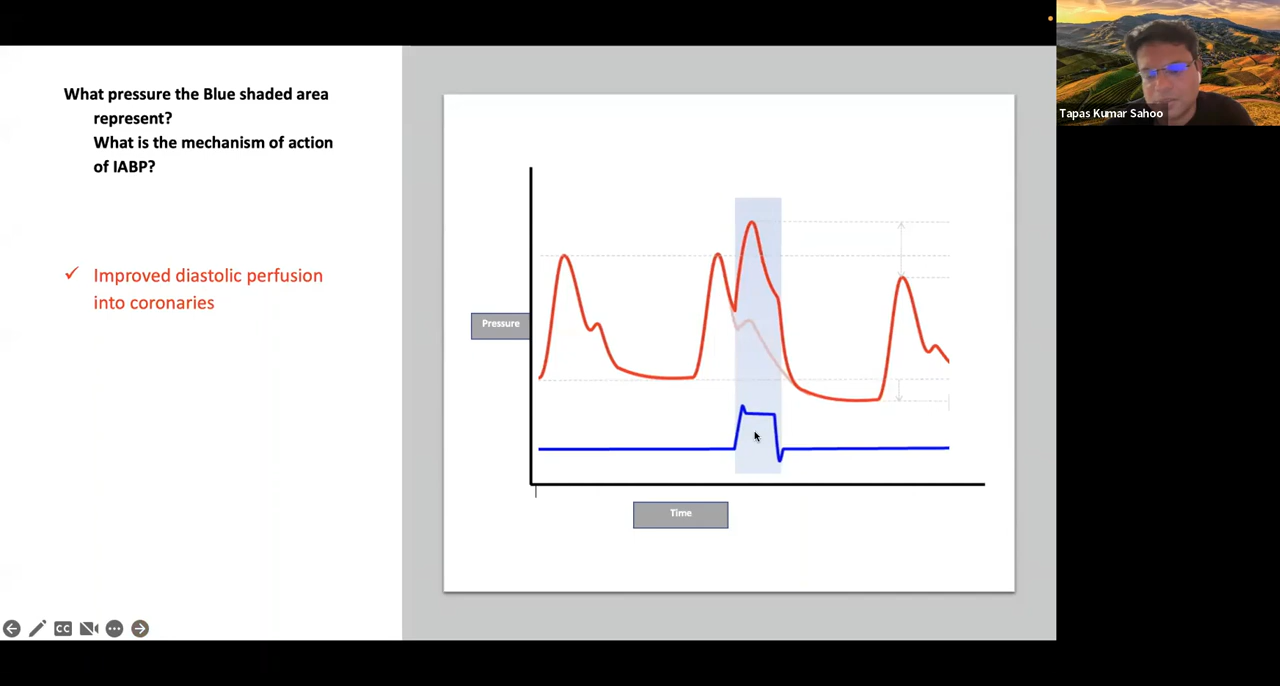 What pressure the Blue shaded area
represent?
What is the mechanism of action
of IABP?
✓ Improved diastolic perfusion
into coronaries
Pressure
Time
Tapas Kumar Sahoo
CC